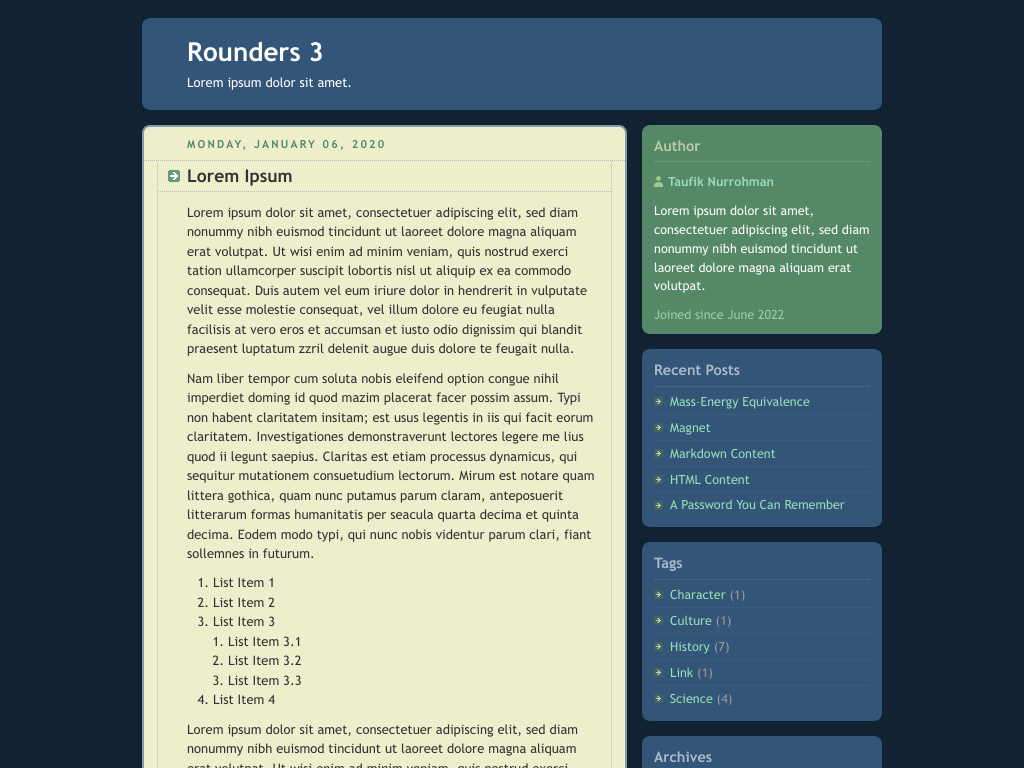 Rounders 3
Lorem ipsum dolor sit amet.
MONDAY, JANUARY 06, 2020
Lorem Ipsum
Lorem ipsum dolor sit amet, consectetuer adipiscing elit, sed diam
nonummy nibh euismod tincidunt ut laoreet dolore magna aliquam
erat volutpat. Ut wisi enim ad minim veniam, quis nostrud exerci
tation ullamcorper suscipit lobortis nisl ut aliquip ex ea commodo
consequat. Duis autem vel eum iriure dolor in hendrerit in vulputate
velit esse molestie consequat, vel illum dolore eu feugiat nulla
facilisis at vero eros et accumsan et iusto odio dignissim qui blandit
praesent luptatum zzril delenit augue duis dolore te feugait nulla.
Nam liber tempor cum soluta nobis eleifend option congue nihil
imperdiet doming id quod mazim placerat facer possim assum. Typi
non habent claritatem insitam; est usus legentis in iis qui facit eorum
claritatem. Investigationes demonstraverunt lectores legere me lius
quod ii legunt saepius. Claritas est etiam processus dynamicus, qui
sequitur mutationem consuetudium lectorum. Mirum est notare quam
littera gothica, quam nunc putamus parum claram, anteposuerit
litterarum formas humanitatis per seacula quarta decima et quinta
decima. Eodem modo typi, qui nunc nobis videntur parum clari, fiant
sollemnes in futurum.
1. List Item 1
2. List Item 2
3. List Item 3
1. List Item 3.1
2. List Item 3.2
3. List Item 3.3
4. List Item 4
Lorem ipsum dolor sit amet, consectetuer adipiscing elit, sed diam
nonummy nibh euismod tincidunt ut laoreet dolore magna aliquam
erat volutpat. Ut wisi enim ad minim veniam, quis nostrud exerci
Author
Taufik Nurrohman
Lorem ipsum dolor sit amet,
consectetuer adipiscing elit, sed diam
nonummy nibh euismod tincidunt ut
laoreet dolore magna aliquam erat
volutpat.
Joined since June 2022
Recent Posts
Mass-Energy Equivalence
Magnet
Markdown Content
HTML Content
A Password You Can Remember
Tags
Character (1)
Culture (1)
History (7)
Link (1)
Science (4)
Archives